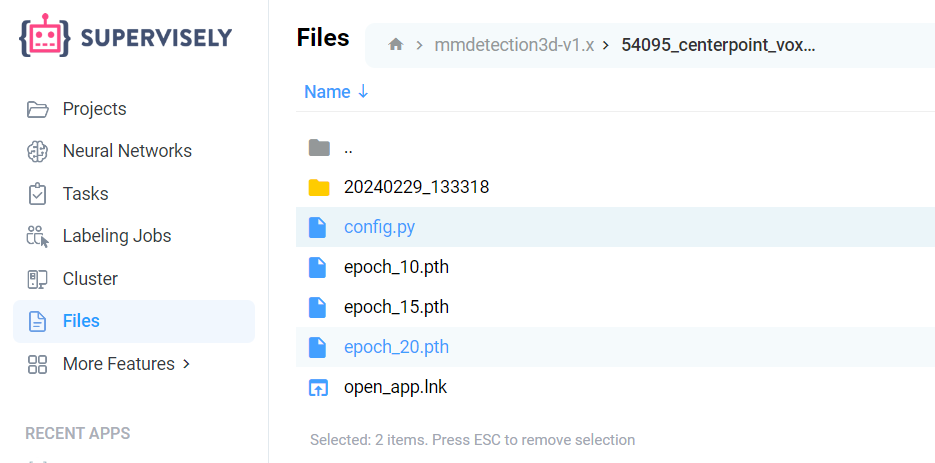 SUPERVISELY
Projects
Neural Networks
Tasks
Labeling Jobs
Cluster
Files
More Features >
RECENT APPS
Files
mmdetection3d-v1.x > 54095_centerpoint_vox...
Name ↓
..
20240229_133318
config.py
epoch_10.pth
epoch_15.pth
epoch_20.pth
open_app.lnk
Selected: 2 items. Press ESC to remove selection